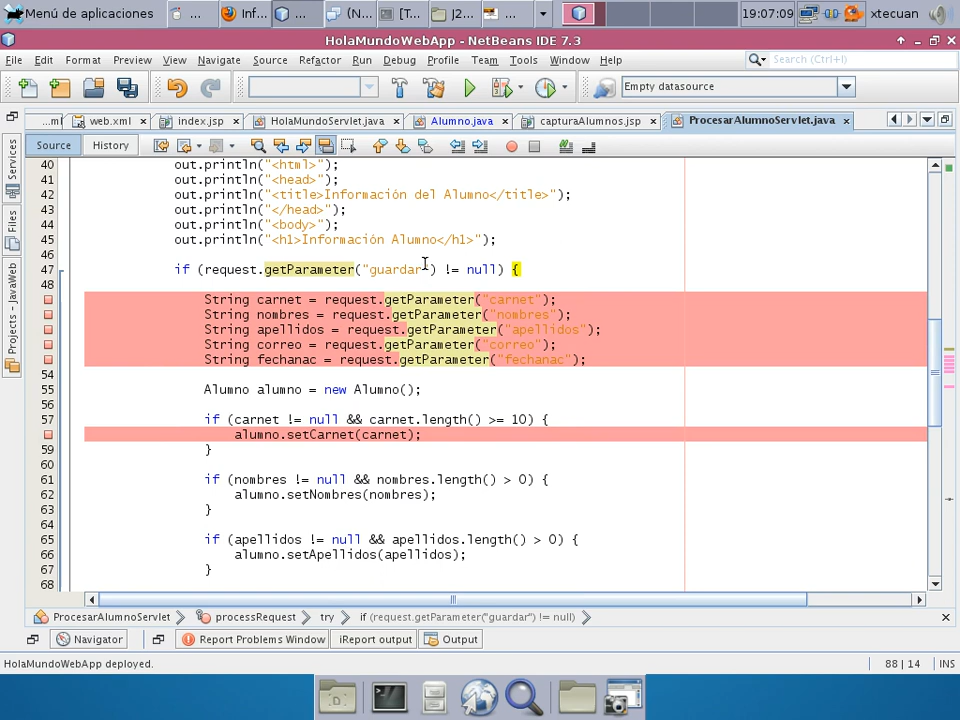 Menú de aplicaciones
...
Inf...
...
(N...
[T...
J2...
...
19:07:09
xtecuan
HolaMundoWebApp - NetBeans IDE 7.3
File Edit Format Preview View Navigate Source Refactor Run Debug Profile Team Tools Window Help
Search (Ctrl+I)
Empty datasource
...ml
web.xml
index.jsp
HolaMundoServlet.java
Alumno.java
capturaAlumnos.jsp
ProcesarAlumnoServlet.java
Source
History
Services
Files
Projects - JavaWeb
40 out.println("<html>");
41 out.println("<head>");
42 out.println("<title>Información del Alumno</title>");
43 out.println("</head>");
44 out.println("<body>");
45 out.println("<h1>Información Alumno</h1>");
46
47 if (request.getParameter("guardar") != null) {
48
String carnet = request.getParameter("carnet");
String nombres = request.getParameter("nombres");
String apellidos = request.getParameter("apellidos");
String correo = request.getParameter("correo");
String fechanac = request.getParameter("fechanac");
54
55 Alumno alumno = new Alumno();
56
57 if (carnet != null && carnet.length() >= 10) {
alumno.setCarnet(carnet);
59 }
60
61 if (nombres != null && nombres.length() > 0) {
62 alumno.setNombres(nombres);
63 }
64
65 if (apellidos != null && apellidos.length() > 0) {
66 alumno.setApellidos(apellidos);
67 }
68
ProcesarAlumnoServlet
processRequest
try
if (request.getParameter("guardar") != null)
Navigator
Report Problems Window
iReport output
Output
HolaMundoWebApp deployed.
88 | 14
INS